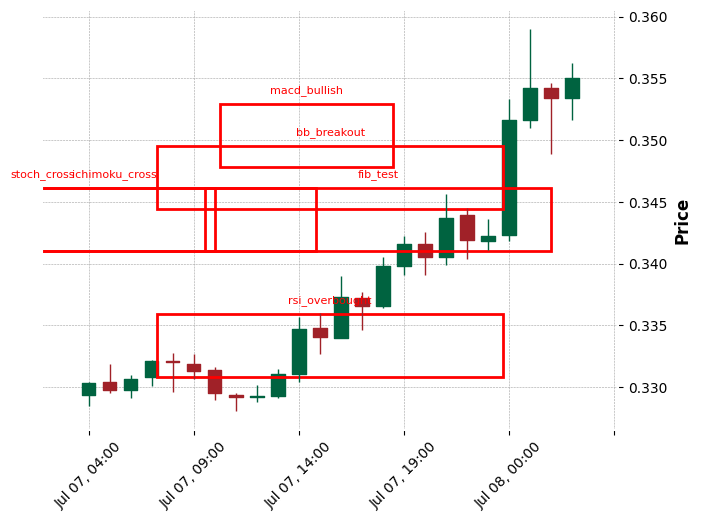 0.360
0.355
macd_bullish
bb_breakout
0.350
stoch_cross
ichimoku_cross
fib_test
0.345
Price
0.340
rsi_overbought
0.335
0.330
Jul 07, 04:00
Jul 07, 09:00
Jul 07, 14:00
Jul 07, 19:00
Jul 08, 00:00